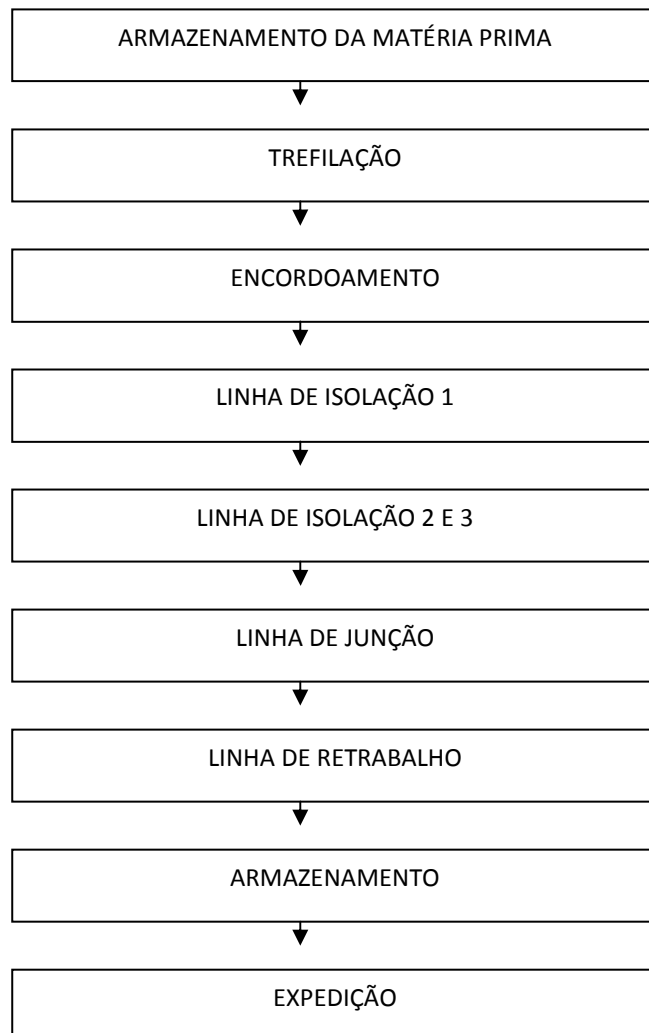 ARMAZENAMENTO DA MATÉRIA PRIMA
TREFILAÇÃO
ENCORDOAMENTO
LINHA DE ISOLAÇÃO 1
LINHA DE ISOLAÇÃO 2 E 3
LINHA DE JUNÇÃO
LINHA DE RETRABALHO
ARMAZENAMENTO
EXPEDIÇÃO